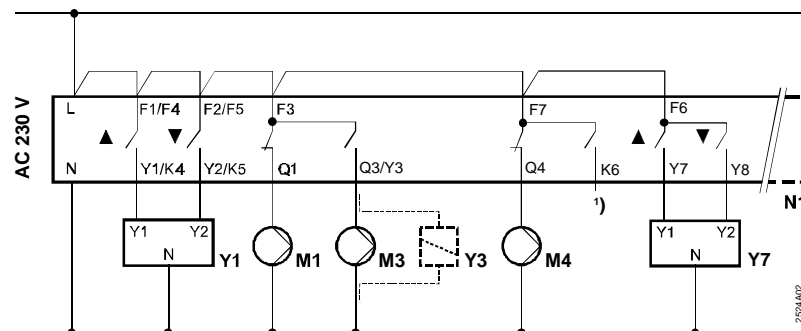 AC 230 V
L F1/F4 F2/F5 F3 F7 F6
N Y1/K4 Y2/K5 Q1 Q3/Y3 Q4 K6 Y7 Y8
¹) N1
Y1 Y2 Y1 Y2
N Y1 M1 M3 Y3 M4 N Y7
2524A02